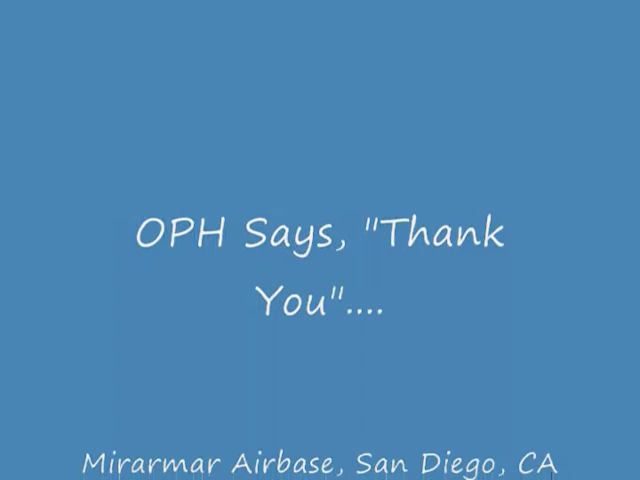 OPH Says, "Thank
You"....
Mirarmar Airbase, San Diego, CA